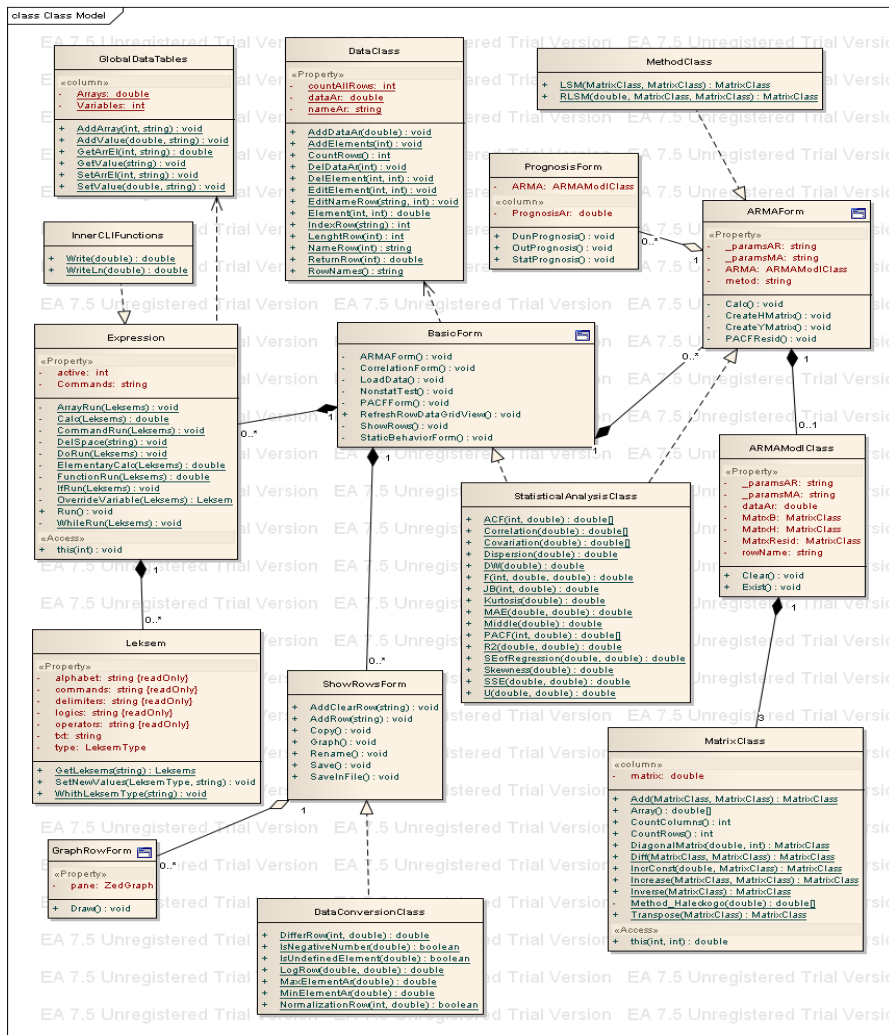 class Class Model
EA 7.5 Unregistered Trial Version
GlobalDataTables
«column»
- Arrays: double
- Variables: int
+ AddArray(int, string) : void
+ AddValue(double, string) : void
+ GetArrEl(int, string) : double
+ GetValue(string) : void
+ SetArrEl(int, string) : void
+ SetValue(double, string) : void
DataClass
«Property»
- countAllRows: int
- dataAr: double
- nameAr: string
+ AddDataAr(double) : void
+ AddElements(int) : void
+ CountRows() : int
+ DelDataAr(int) : void
+ DelElement(int, int) : void
+ EditElement(int, int) : void
+ EditNameRow(string, int) : void
+ Element(int, int) : double
+ IndexRow(string) : int
+ LenghtRow(int) : int
+ NameRow(int) : string
+ ReturnRow(int) : double
+ RowNames() : string
MethodClass
+ LSM(MatrixClass, MatrixClass) : MatrixClass
+ RLSM(double, MatrixClass, MatrixClass) : MatrixClass
PrognosisForm
- ARMA: ARMAModlClass
«column»
- PrognosisAr: double
+ DunPrognosis() : void
+ OutPrognosis() : void
+ StatPrognosis() : void
0..*
1
ARMAForm
«Property»
- _paramsAR: string
- _paramsMA: string
- ARMA: ARMAModlClass
- metod: string
- Calc() : void
- CreateHMatrix() : void
- CreateYMatrix() : void
- PACFResid() : void
InnerCLIFunctions
+ Write(double) : double
+ WriteLn(double) : double
Expression
«Property»
- active: int
- Commands: string
- ArrayRun(Leksems) : void
- Calc(Leksems) : double
- CommandRun(Leksems) : void
- DelSpace(string) : void
- DoRun(Leksems) : void
- ElementaryCalc(Leksems) : double
- FunctionRun(Leksems) : double
- IfRun(Leksems) : void
- OverrideVariable(Leksems) : Leksem
+ Run() : void
- WhileRun(Leksems) : void
«Access»
+ this(int) : void
BasicForm
- ARMAForm() : void
- CorrelationForm() : void
- LoadData() : void
- NonstatTest() : void
- PACFForm() : void
+ RefreshRowDataGridView() : void
- ShowRows() : void
- StaticBehaviorForm() : void
0..*
1
1
0..*
1
1
0..1
ARMAModlClass
«Property»
- _paramsAR: string
- _paramsMA: string
- dataAr: double
- MatrxB: MatrixClass
- MatrxH: MatrixClass
- MatrxResid: MatrixClass
- rowName: string
+ Clear() : void
+ Exist() : void
StatisticalAnalysisClass
+ ACF(int, double) : double[]
+ Correlation(double) : double[]
+ Covariation(double) : double[]
+ Dispersion(double) : double
+ DW(double) : double
+ F(int, double, double) : double
+ JB(int, double) : double
+ Kurtosis(double) : double
+ MAE(double, double) : double
+ Middle(double) : double
+ PACF(int, double) : double[]
+ R2(double, double) : double
+ SEofRegression(double, double) : double
+ Skewness(double) : double
+ SSE(double, double) : double
+ U(double, double) : double
1
0..*
Leksem
«Property»
- alphabet: string {readOnly}
- commands: string {readOnly}
- delimiters: string {readOnly}
- logics: string {readOnly}
- operators: string {readOnly}
- txt: string
- type: LeksemType
+ GetLeksems(string) : Leksems
+ SetNewValues(LeksemType, string) : void
+ WhithLeksemType(string) : void
0..*
ShowRowsForm
+ AddClearRow(string) : void
+ AddRow(string) : void
+ Copy() : void
+ Graph() : void
+ Rename() : void
+ Save() : void
+ SaveInFile() : void
1
3
MatrixClass
«column»
- matrix: double
+ Add(MatrixClass, MatrixClass) : MatrixClass
+ Array() : double[]
+ CountColumns() : int
+ CountRows() : int
+ DiagonalMatrix(double, int) : MatrixClass
+ Diff(MatrixClass, MatrixClass) : MatrixClass
+ IncrConst(double, MatrixClass) : MatrixClass
+ Increase(MatrixClass, MatrixClass) : MatrixClass
+ Inverse(MatrixClass) : MatrixClass
- Method_Haleckogo(double) : double[]
+ Transpose(MatrixClass) : MatrixClass
«Access»
+ this(int, int) : double
1
0..*
GraphRowForm
«Property»
- pane: ZedGraph
+ Draw() : void
DataConversionClass
+ DifferRow(int, double) : double
+ IsNegativeNumber(double) : boolean
+ IsUndefinedElement(double) : boolean
+ LogRow(double, double) : double
+ MaxElementAr(double) : double
+ MinElementAr(double) : double
+ NormalizationRow(int, double) : boolean